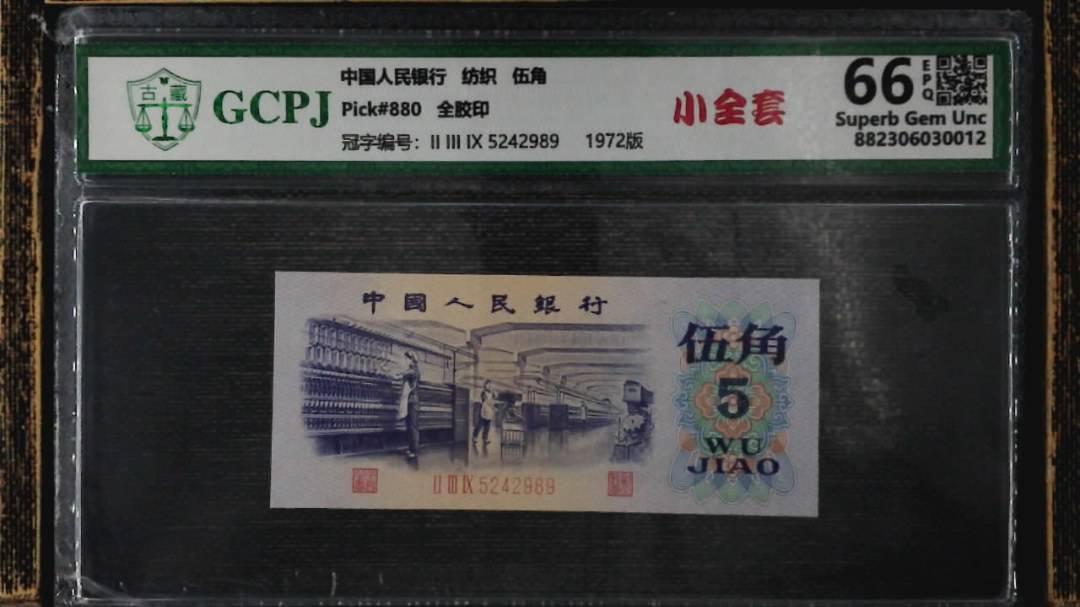 中国人民银行 纺织 伍角
古藏
GCPJ
Pick#880 全胶印
冠字编号：II III IX 5242989 1972版
小全套
66 EPQ
Superb Gem Unc
882306030012
中國人民銀行
伍角
5
WU
JIAO
II III IX 5242989